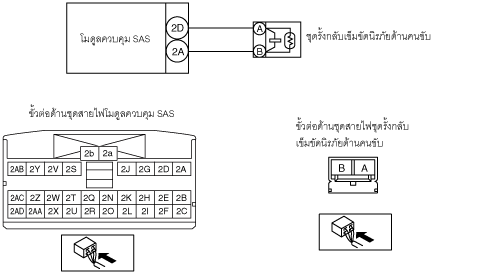 โมดูลควบคุม SAS
2D
2A
A
B
ชุดรั้งกลับเข็มขัดนิรภัยด้านคนขับ
ขั้วต่อด้านชุดสายไฟโมดูลควบคุม SAS
2b 2a
2AB 2Y 2V 2S 2J 2G 2D 2A
2AC 2Z 2W 2T 2Q 2N 2K 2H 2E 2B
2AD 2AA 2X 2U 2R 2O 2L 2I 2F 2C
ขั้วต่อด้านชุดสายไฟชุดรั้งกลับ
เข็มขัดนิรภัยด้านคนขับ
B A